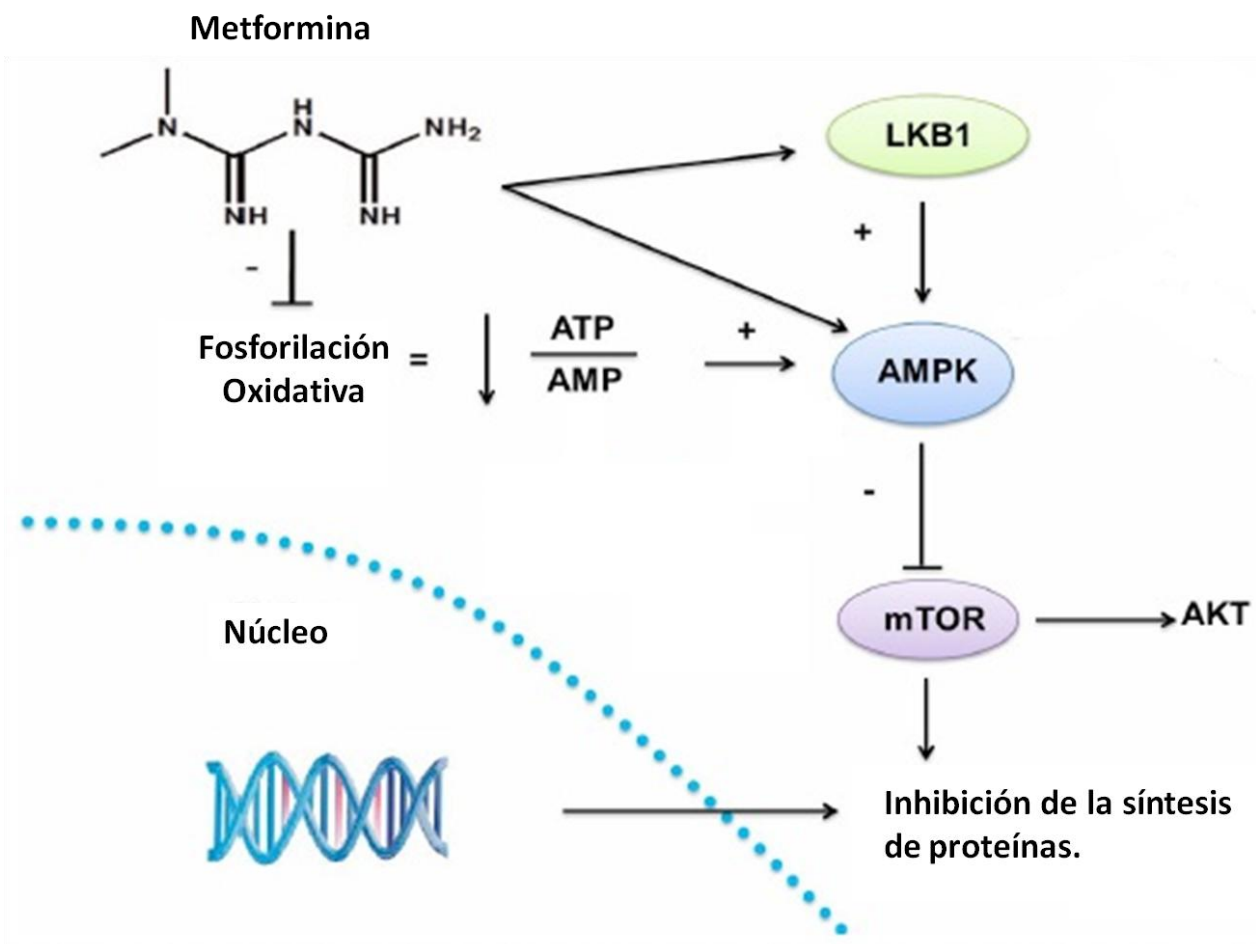 Metformina
H
N
N
NH₂
NH
NH
LKB1
+
-
Fosforilación
Oxidativa
=
ATP
AMP
+
AMPK
-
Núcleo
mTOR
AKT
Inhibición de la síntesis
de proteínas.